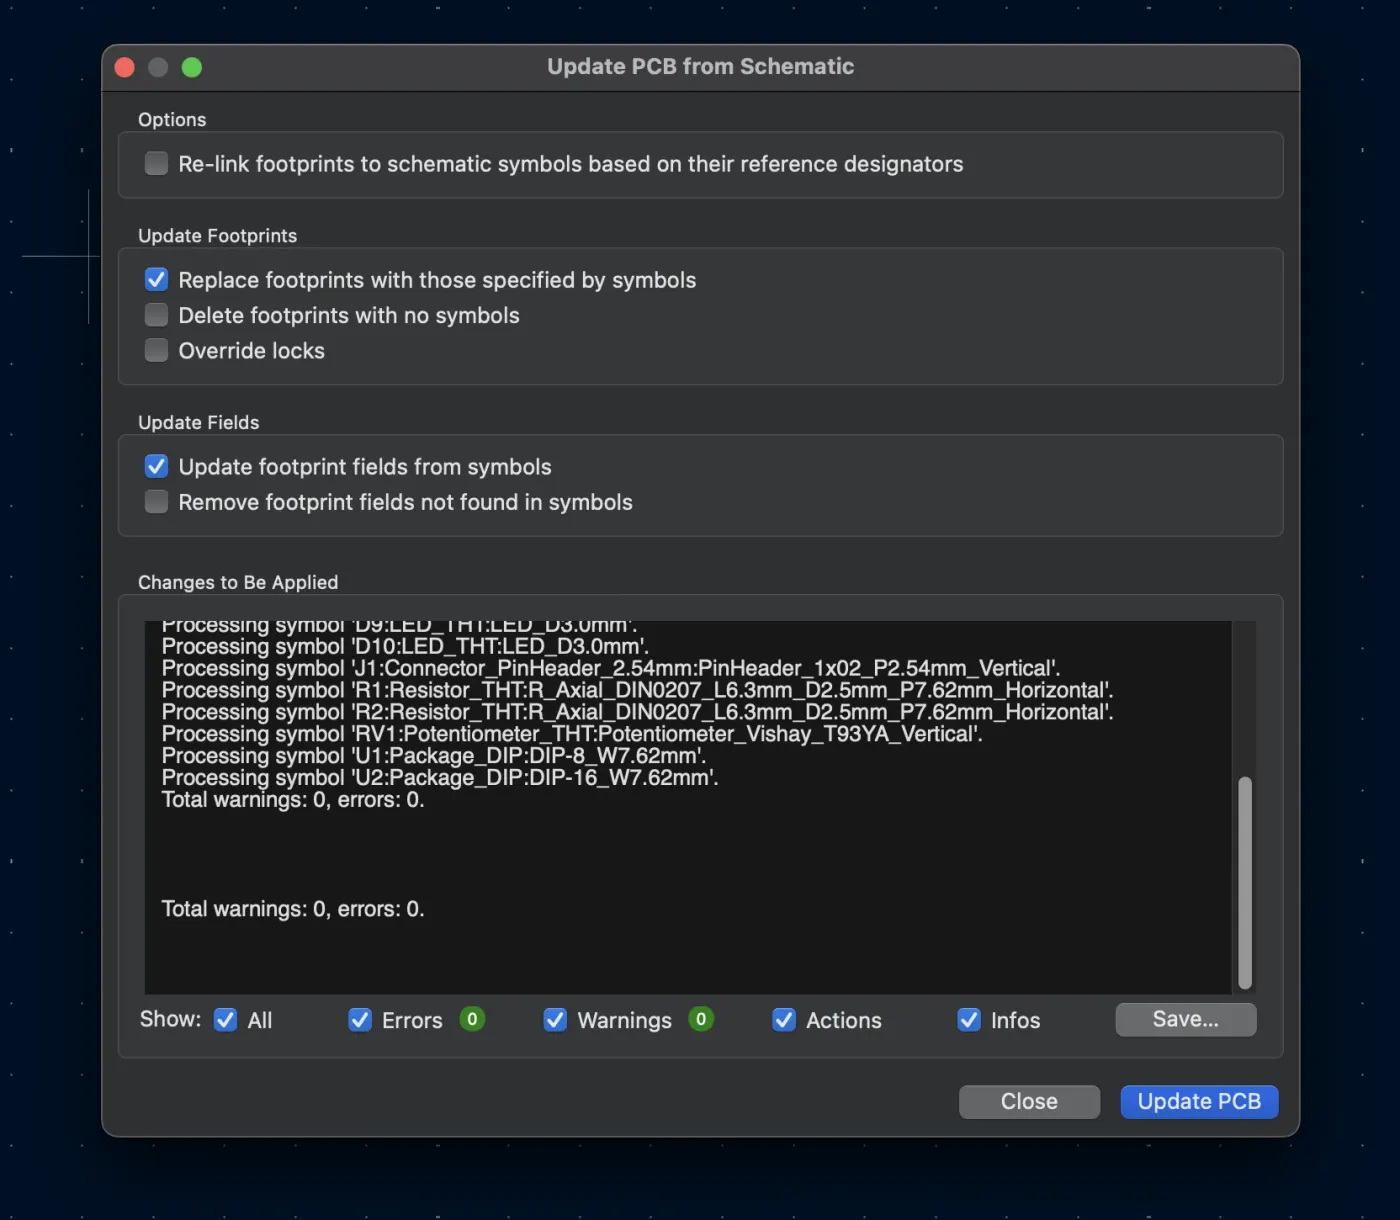 Update PCB from Schematic
Options
Re-link footprints to schematic symbols based on their reference designators
Update Footprints
Replace footprints with those specified by symbols
Delete footprints with no symbols
Override locks
Update Fields
Update footprint fields from symbols
Remove footprint fields not found in symbols
Changes to Be Applied
Processing symbol 'D9:LED_THT:LED_D3.0mm'.
Processing symbol 'D10:LED_THT:LED_D3.0mm'.
Processing symbol 'J1:Connector_PinHeader_2.54mm:PinHeader_1x02_P2.54mm_Vertical'.
Processing symbol 'R1:Resistor_THT:R_Axial_DIN0207_L6.3mm_D2.5mm_P7.62mm_Horizontal'.
Processing symbol 'R2:Resistor_THT:R_Axial_DIN0207_L6.3mm_D2.5mm_P7.62mm_Horizontal'.
Processing symbol 'RV1:Potentiometer_THT:Potentiometer_Vishay_T93YA_Vertical'.
Processing symbol 'U1:Package_DIP:DIP-8_W7.62mm'.
Processing symbol 'U2:Package_DIP:DIP-16_W7.62mm'.
Total warnings: 0, errors: 0.
Total warnings: 0, errors: 0.
Show: All Errors 0 Warnings 0 Actions Infos Save...
Close Update PCB